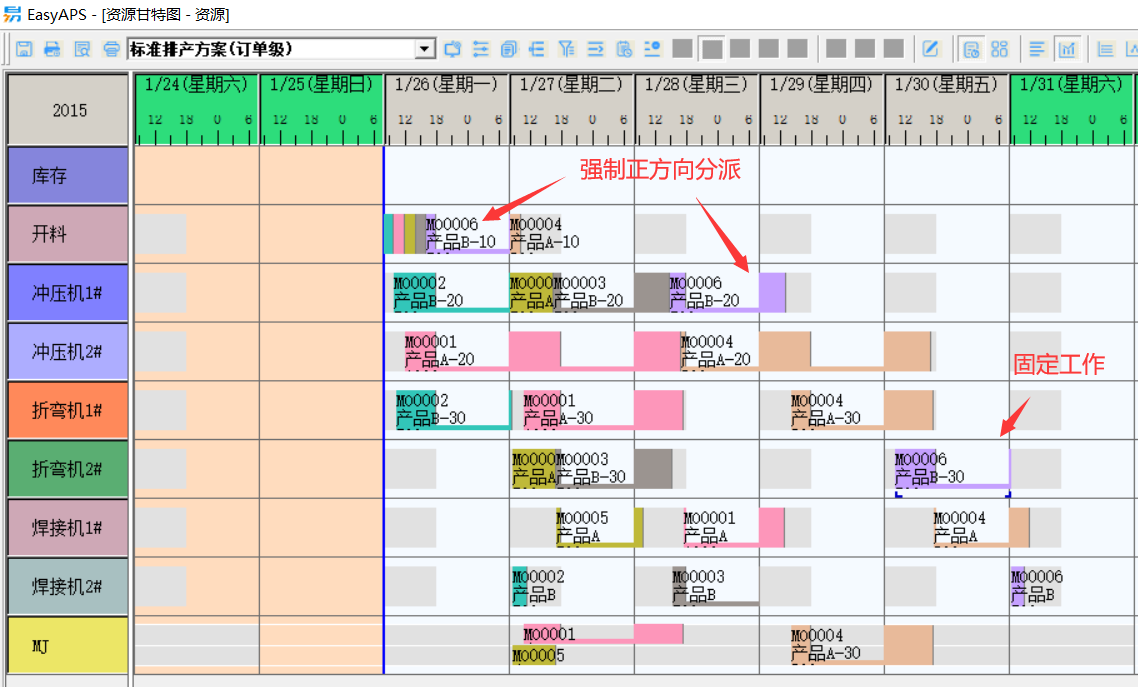 EasyAPS - [资源甘特图 - 资源]
标准排产方案(订单级)
2015
1/24(星期六) 1/25(星期日) 1/26(星期一) 1/27(星期二) 1/28(星期三) 1/29(星期四) 1/30(星期五) 1/31(星期六)
12 18 0 6 12 18 0 6 12 18 0 6 12 18 0 6 12 18 0 6 12 18 0 6 12 18 0 6 12 18 0 6
强制正方向分派
库存
开料
MO0006 MO0004
产品B-10 产品A-10
冲压机1#
MO0002 MO000 MO0003 MO0006
产品B-20 产品A 产品B-20 产品B-20
冲压机2#
MO0001 MO0004
产品A-20 产品A-20
固定工作
折弯机1#
MO0002 MO0001 MO0004
产品B-30 产品A-30 产品A-30
折弯机2#
MO000 MO0003 MO0006
产品A 产品B-30 产品B-30
焊接机1#
MO0005 MO0001 MO0004
产品A 产品A 产品A
焊接机2#
MO0002 MO0003 MO0006
产品B 产品B 产品B
MJ
MO0001 MO0004
MO0005 产品A-30